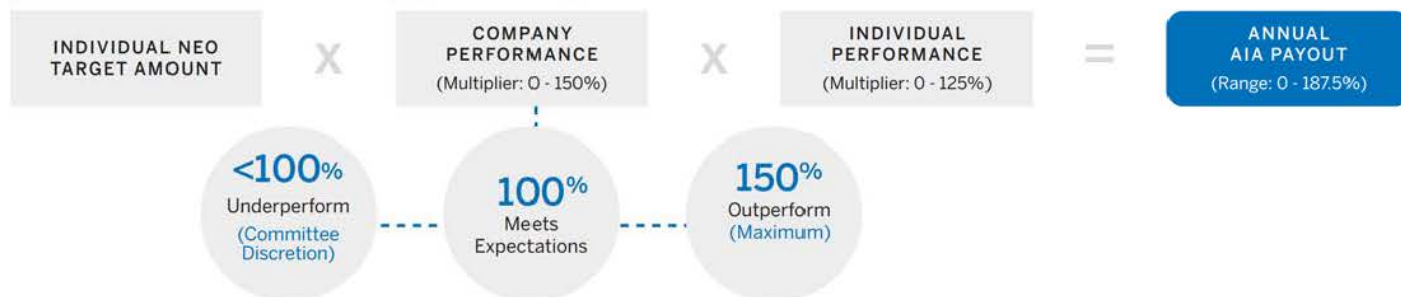 INDIVIDUAL NEO
TARGET AMOUNT
X
COMPANY
PERFORMANCE
(Multiplier: 0 - 150%)
X
INDIVIDUAL
PERFORMANCE
(Multiplier: 0 - 125%)
=
ANNUAL
AIA PAYOUT
(Range: 0 - 187.5%)
<100%
Underperform
(Committee
Discretion)
100%
Meets
Expectations
150%
Outperform
(Maximum)